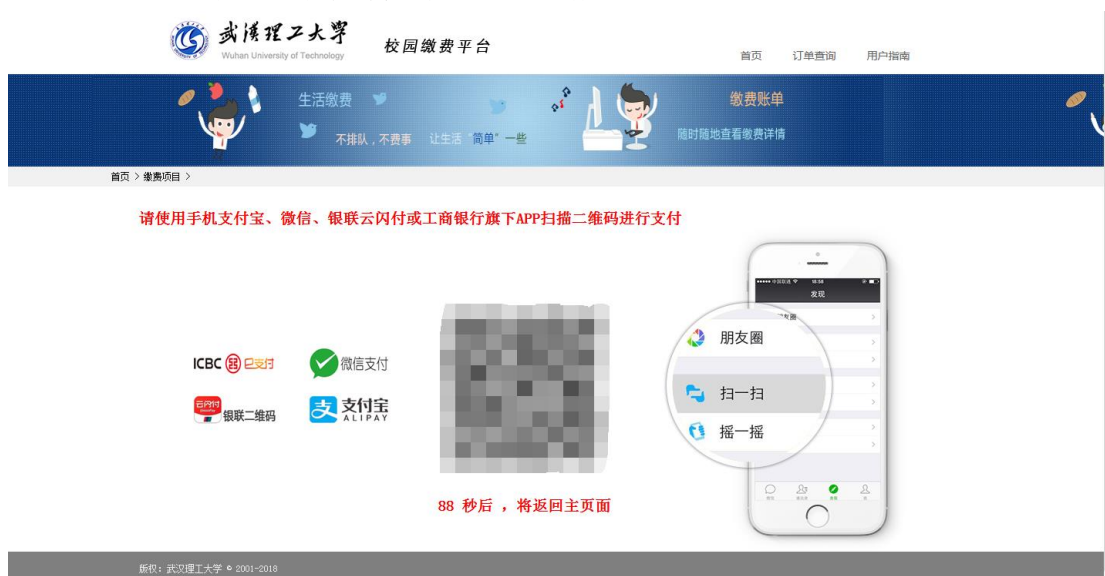 武汉理工大学
Wuhan University of Technology
校园缴费平台
首页 订单查询 用户指南
生活缴费
不排队，不费事 让生活“简单”一些
缴费账单
随时随地查看缴费详情
首页 > 缴费项目 >
请使用手机支付宝、微信、银联云闪付或工商银行旗下APP扫描二维码进行支付
中国联通
发现
朋友圈
扫一扫
摇一摇
ICBC e支付
微信支付
云闪付
银联二维码
支付宝
ALIPAY
88 秒后 ，将返回主页面
版权：武汉理工大学 © 2001-2018